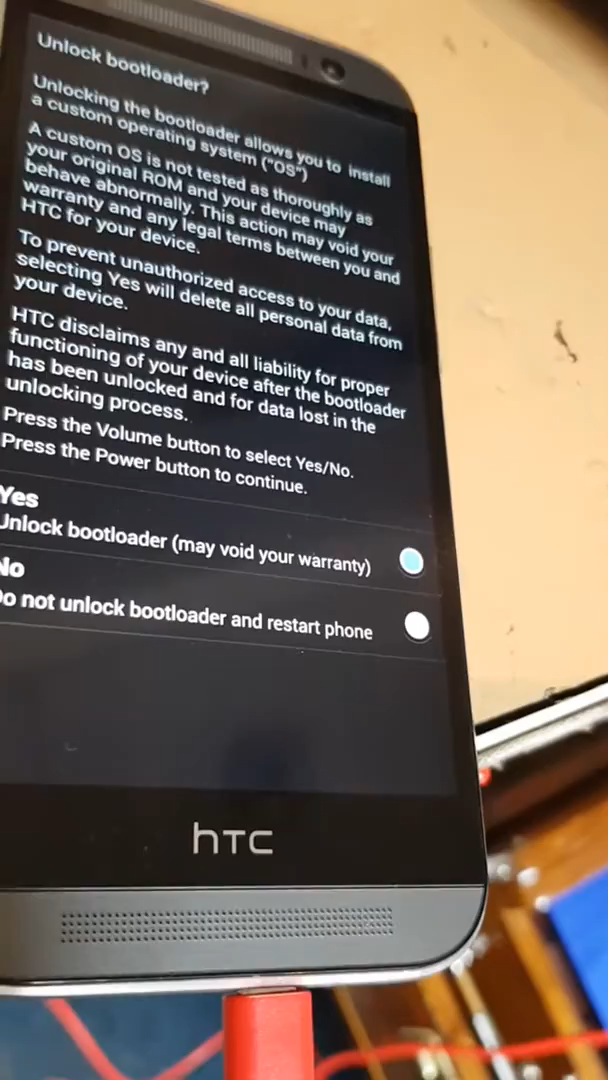 Unlock bootloader?
Unlocking the bootloader allows you to install
a custom operating system ("OS")
A custom OS is not tested as thoroughly as
your original ROM and your device may
behave abnormally. This action may void your
warranty and any legal terms between you and
HTC for your device.
To prevent unauthorized access to your data,
selecting Yes will delete all personal data from
your device.
HTC disclaims any and all liability for proper
functioning of your device after the bootloader
has been unlocked and for data lost in the
unlocking process.
Press the Volume button to select Yes/No.
Press the Power button to continue.
Yes
Unlock bootloader (may void your warranty)
No
Do not unlock bootloader and restart phone
hTC